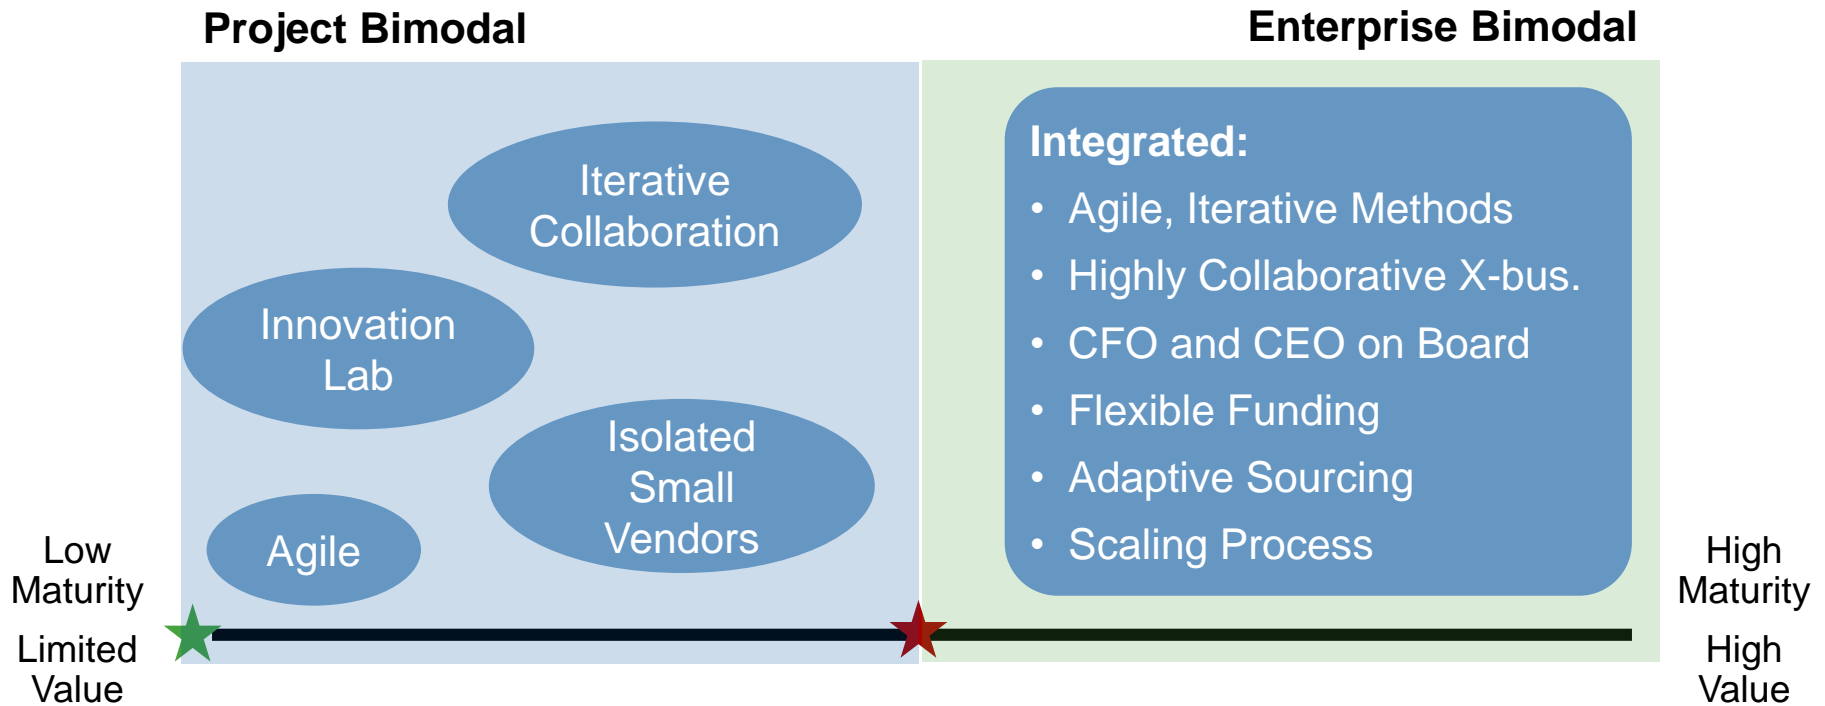 Project Bimodal
Enterprise Bimodal
Iterative
Collaboration
Innovation
Lab
Isolated
Small
Vendors
Agile
Integrated:
• Agile, Iterative Methods
• Highly Collaborative X-bus.
• CFO and CEO on Board
• Flexible Funding
• Adaptive Sourcing
• Scaling Process
Low
Maturity
Limited
Value
High
Maturity
High
Value